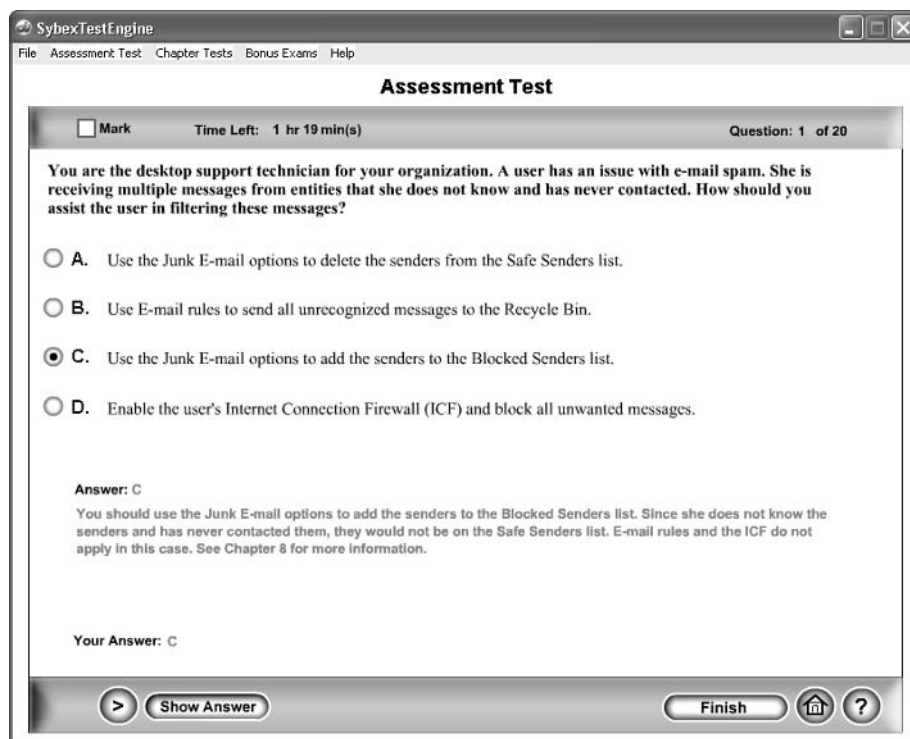 SybexTestEngine
File Assessment Test Chapter Tests Bonus Exams Help
Assessment Test
Mark Time Left: 1 hr 19 min(s) Question: 1 of 20
You are the desktop support technician for your organization. A user has an issue with e-mail spam. She is
receiving multiple messages from entities that she does not know and has never contacted. How should you
assist the user in filtering these messages?
A. Use the Junk E-mail options to delete the senders from the Safe Senders list.
B. Use E-mail rules to send all unrecognized messages to the Recycle Bin.
C. Use the Junk E-mail options to add the senders to the Blocked Senders list.
D. Enable the user's Internet Connection Firewall (ICF) and block all unwanted messages.
Answer: C
You should use the Junk E-mail options to add the senders to the Blocked Senders list. Since she does not know the
senders and has never contacted them, they would not be on the Safe Senders list. E-mail rules and the ICF do not
apply in this case. See Chapter 8 for more information.
Your Answer: C
> Show Answer Finish ?